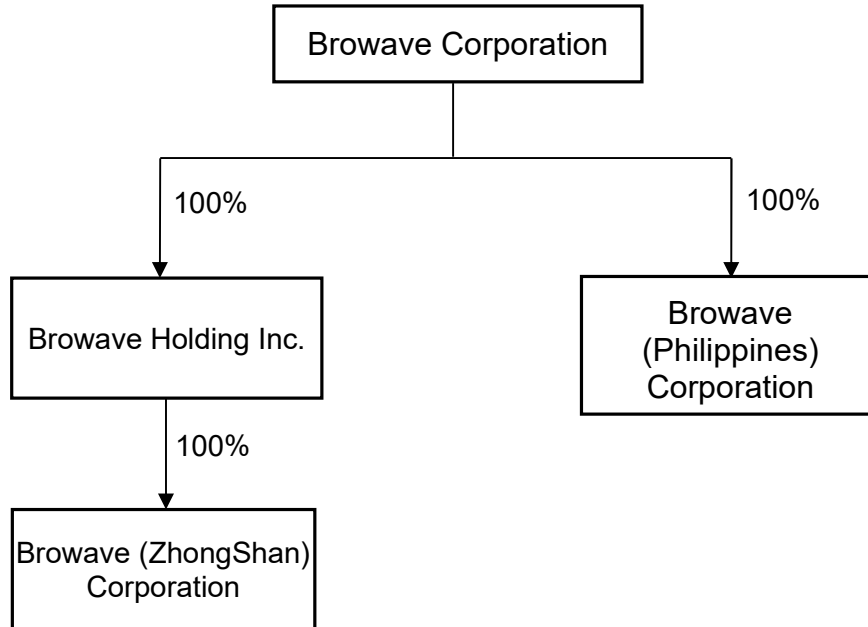 Browave Corporation
100%
100%
Browave Holding Inc.
Browave
(Philippines)
Corporation
100%
Browave (ZhongShan)
Corporation